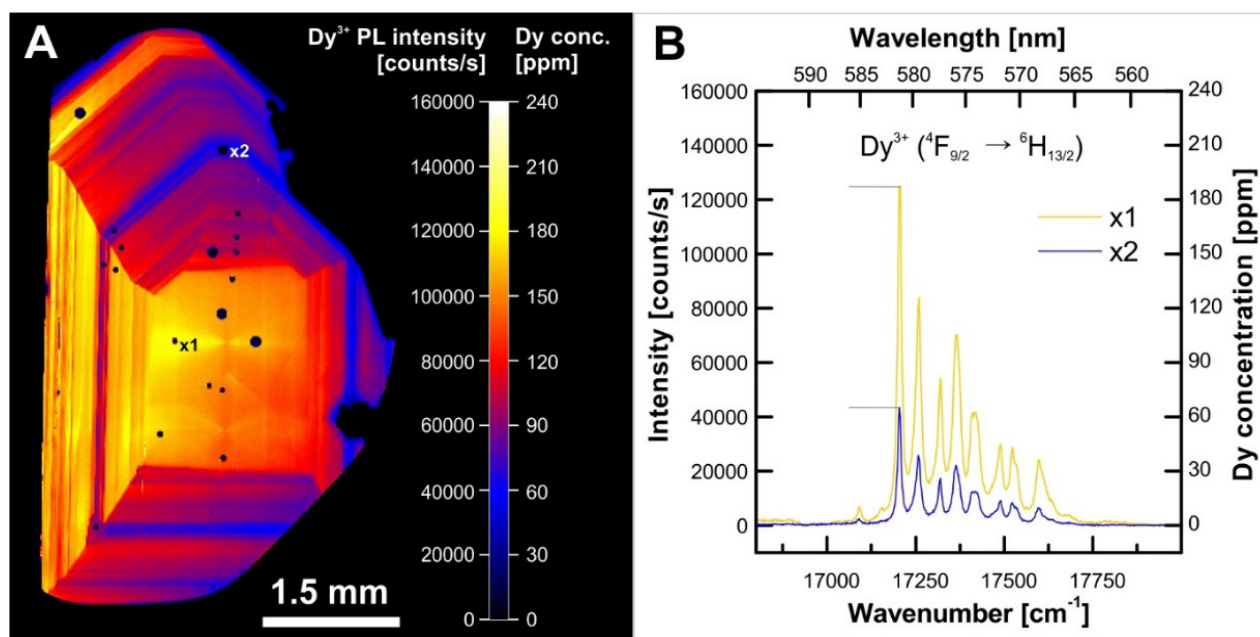 A
Dy³⁺ PL intensity
[counts/s]
Dy conc.
[ppm]
160000
240
140000
210
120000
180
100000
150
80000
120
60000
90
40000
60
20000
30
0
0
x2
x1
1.5 mm
B
Wavelength [nm]
590
585
580
575
570
565
560
Dy³⁺ (⁴F9/2 → ⁶H13/2)
x1
x2
Intensity [counts/s]
160000
140000
120000
100000
80000
60000
40000
20000
0
Dy concentration [ppm]
240
210
180
150
120
90
60
30
0
17000
17250
17500
17750
Wavenumber [cm⁻¹]